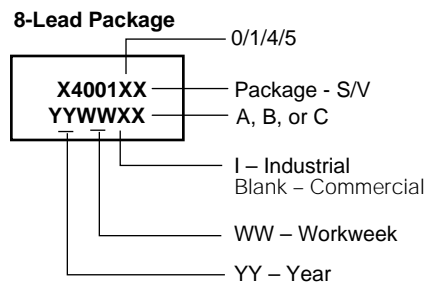 8-Lead Package
0/1/4/5
X4001XX
Package - S/V
YYWWXX
A, B, or C
I – Industrial
Blank – Commercial
WW – Workweek
YY – Year